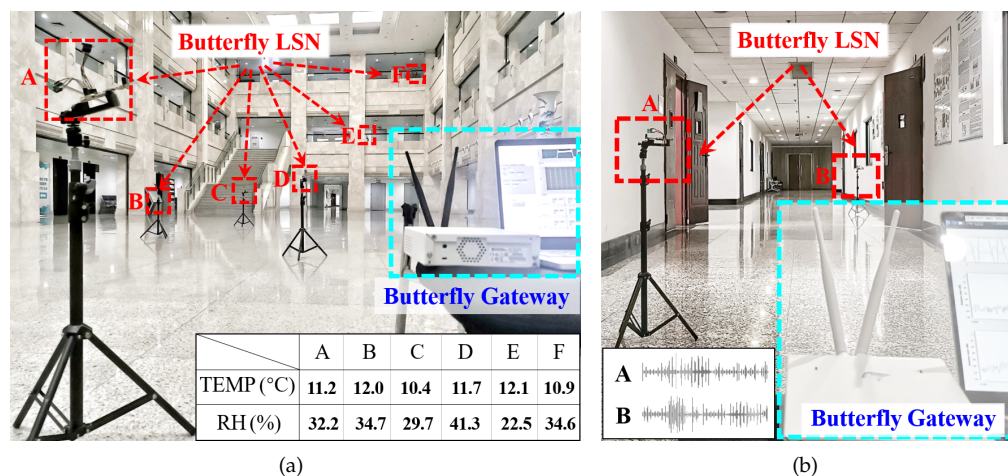 Butterfly LSN
A
F
E
D
C
B
Butterfly Gateway
A B C D E F
TEMP (°C) 11.2 12.0 10.4 11.7 12.1 10.9
RH (%) 32.2 34.7 29.7 41.3 22.5 34.6
(a)
Butterfly LSN
A
B
A
B
Butterfly Gateway
(b)